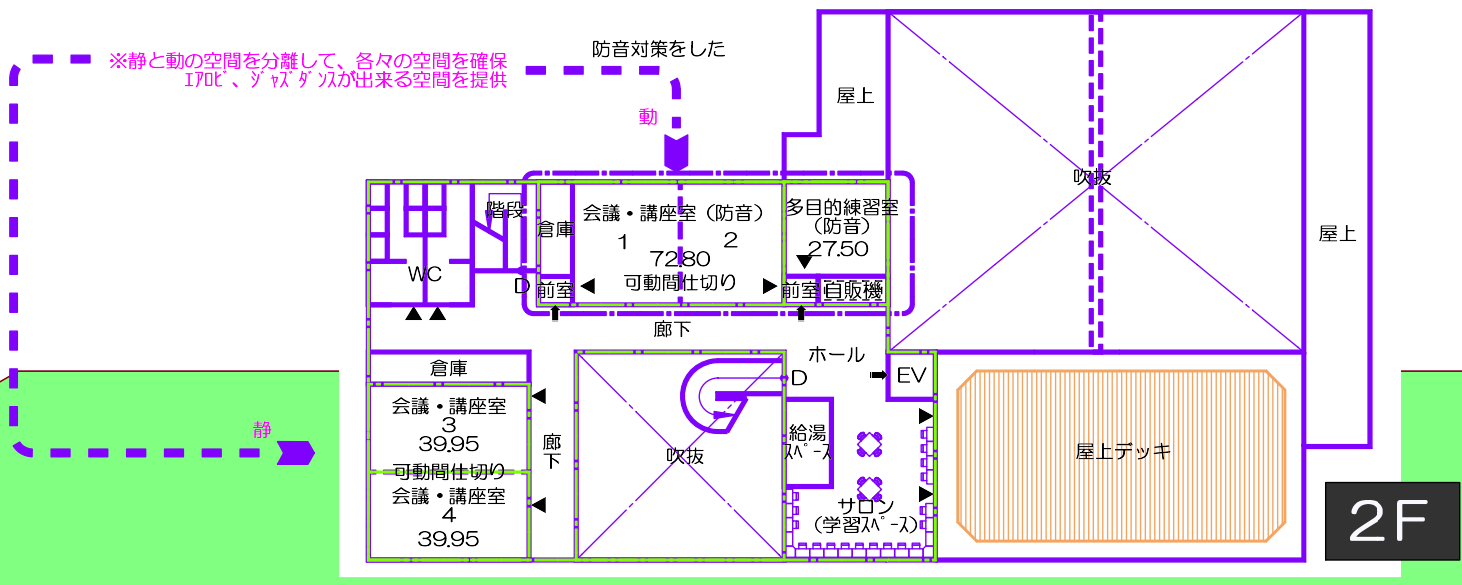 ※静と動の空間を分離して、各々の空間を確保
ｴｱﾛﾋﾞ、ｼﾞｬｽﾞﾀﾞﾝｽが出来る空間を提供
防音対策をした
動
屋上
吹抜
屋上
階段
倉庫
会議・講座室（防音）
1
2
72.80
可動間仕切り
多目的練習室
（防音）
27.50
WC
D
前室
前室
自販機
廊下
ホール
倉庫
D
EV
会議・講座室
3
39.95
可動間仕切り
会議・講座室
4
39.95
廊下
吹抜
給湯
ｽﾍﾟｰｽ
サロン
（学習ｽﾍﾟｰｽ）
屋上デッキ
静
2F